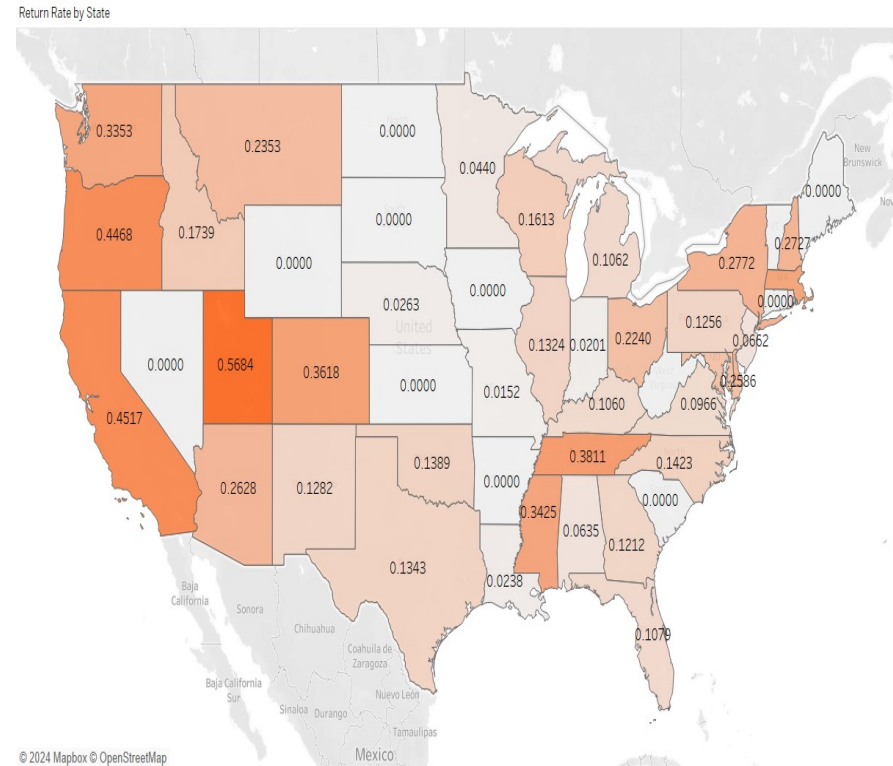 Return Rate by State
0.3353
0.2353
0.0000
0.0440
New
Brunswick
0.0000
Nov
0.4468
0.1739
0.0000
0.1613
0.2727
0.0000
0.1062
0.2772
0.0000
0.0000
0.0263
United
States
0.1256
0.0662
0.0000
0.5684
0.3618
0.0000
0.0152
0.1324
0.0201
0.2240
0.2586
0.1060
0.0966
0.4517
0.2628
0.1282
0.1389
0.0000
0.3811
0.1423
0.0000
0.3425
0.0635
0.1212
0.1343
0.0238
0.1079
Baja
California
Sonora
Chihuahua
Coahuila de
Zaragoza
Baja California
Sur
Sinaloa
Durango
Nuevo León
Tamaulipas
Mexico
© 2024 Mapbox © OpenStreetMap